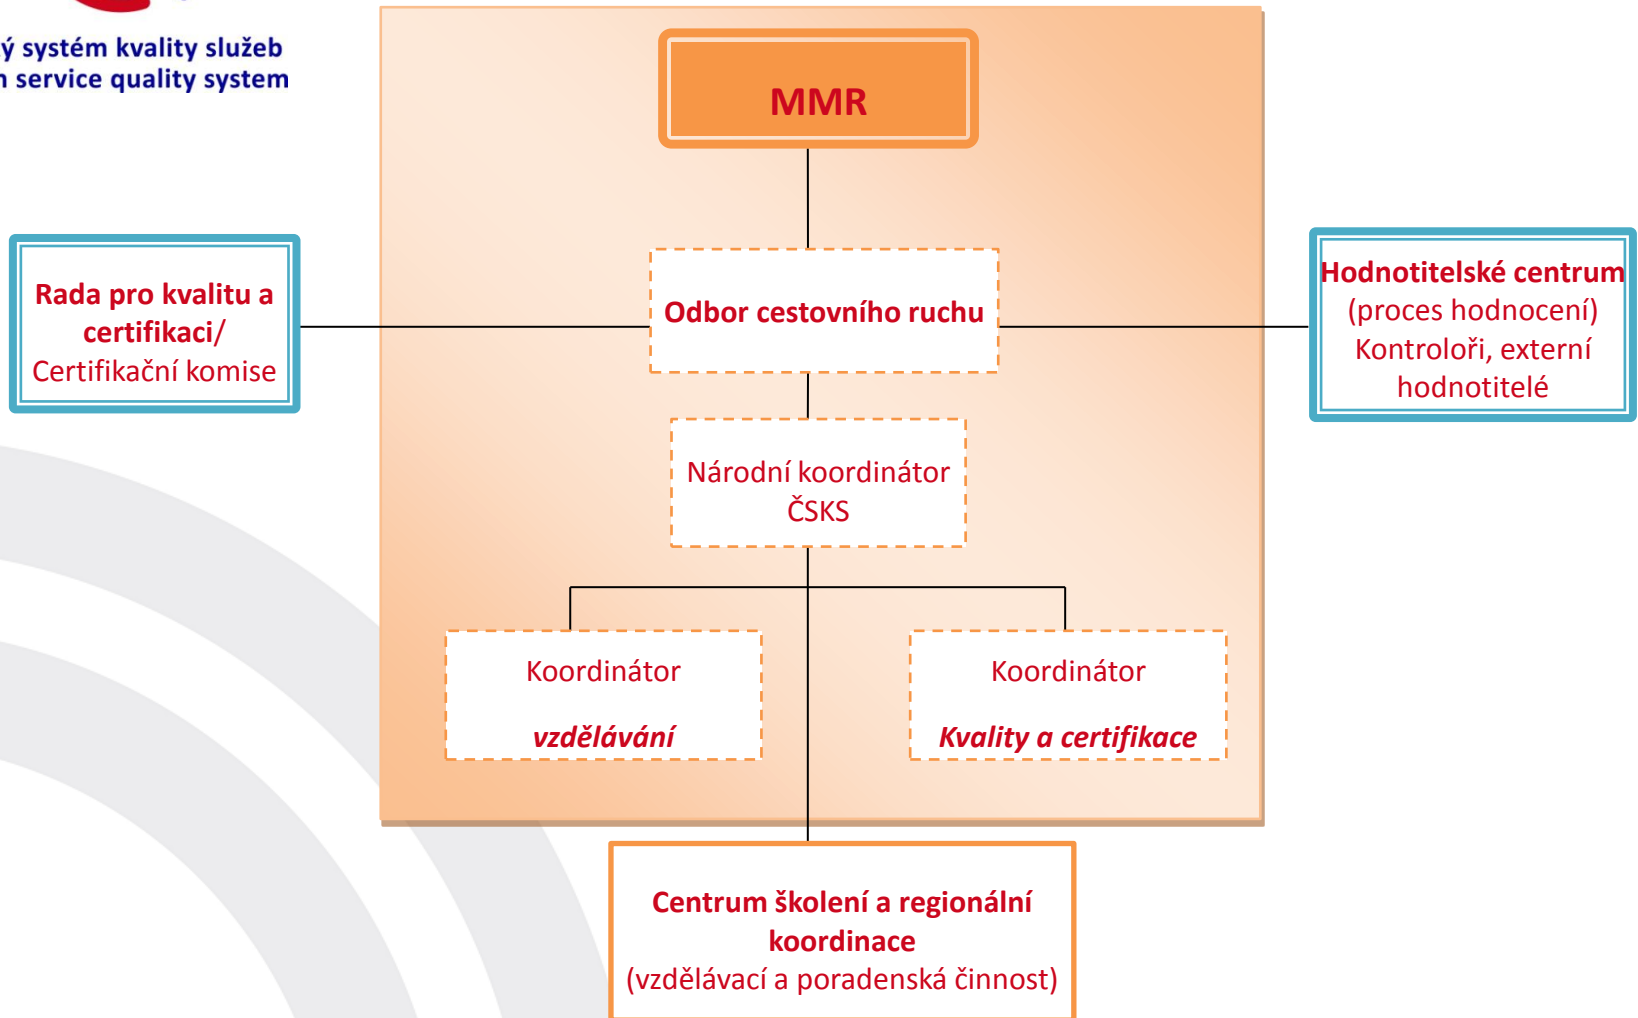 ý systém kvality služeb
service quality system
MMR
Rada pro kvalitu a
certifikaci/
Certifikační komise
Odbor cestovního ruchu
Hodnotitelské centrum
(proces hodnocení)
Kontroloři, externí
hodnotitelé
Národní koordinátor
ČSKS
Koordinátor
vzdělávání
Koordinátor
Kvality a certifikace
Centrum školení a regionální
koordinace
(vzdělávací a poradenská činnost)